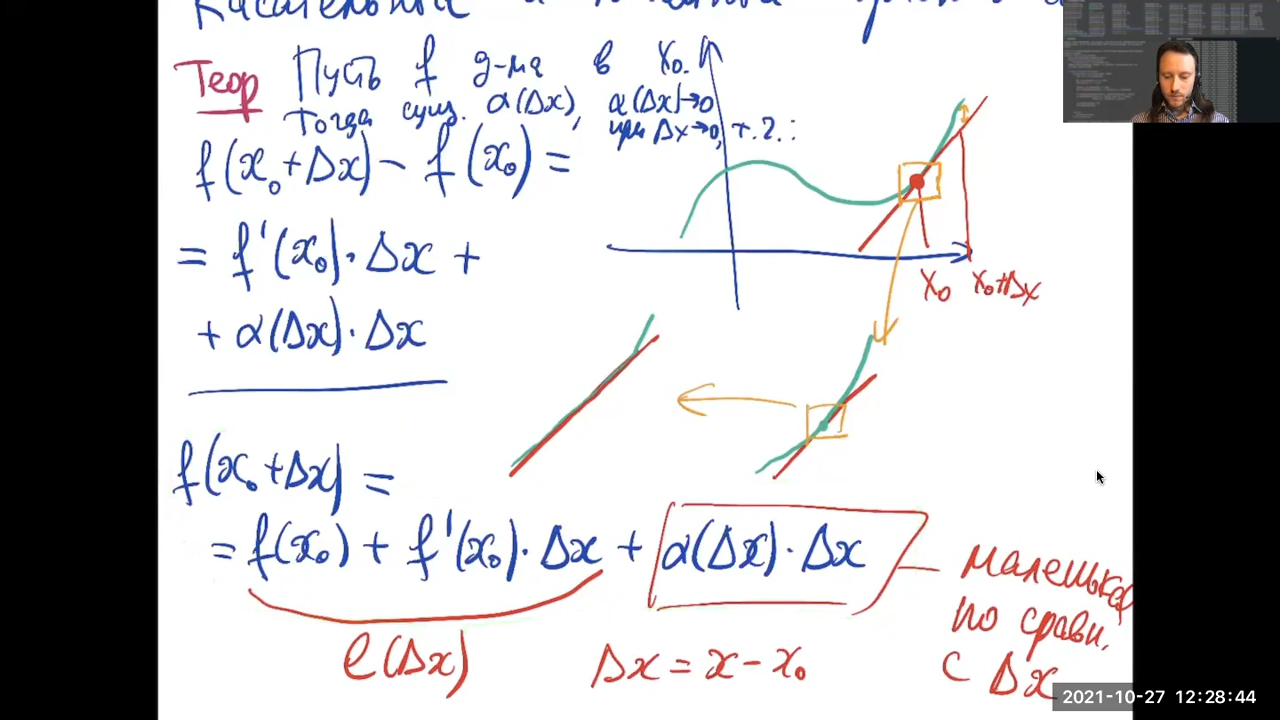 Касательные
Теор Пусть f д-ма в x₀.
тогда сущ. α(Δx), α(Δx)→0
при Δx→0, т.ч.:
f(x₀+Δx) − f(x₀) =
= f'(x₀)·Δx +
+ α(Δx)·Δx
x₀ x₀+Δx
f(x₀+Δx) =
= f(x₀) + f'(x₀)·Δx + α(Δx)·Δx
маленькое
по сравн.
с Δx
l(Δx) Δx = x − x₀
2021-10-27 12:28:44